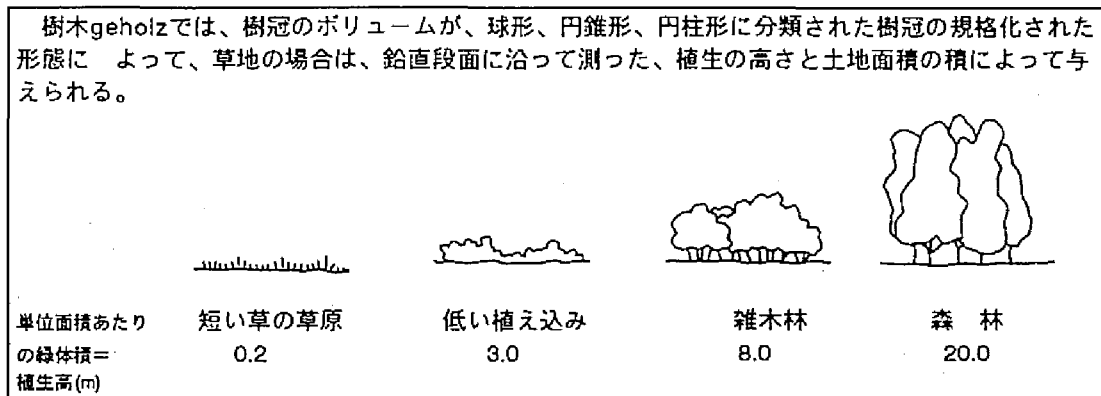 樹木geholzでは、樹冠のボリュームが、球形、円錐形、円柱形に分類された樹冠の規格化された
形態に　よって、草地の場合は、鉛直段面に沿って測った、植生の高さと土地面積の積によって与
えられる。
単位面積あたり　短い草の草原　低い植え込み　雑木林　森　林
の緑体積＝　0.2　3.0　8.0　20.0
植生高(m)